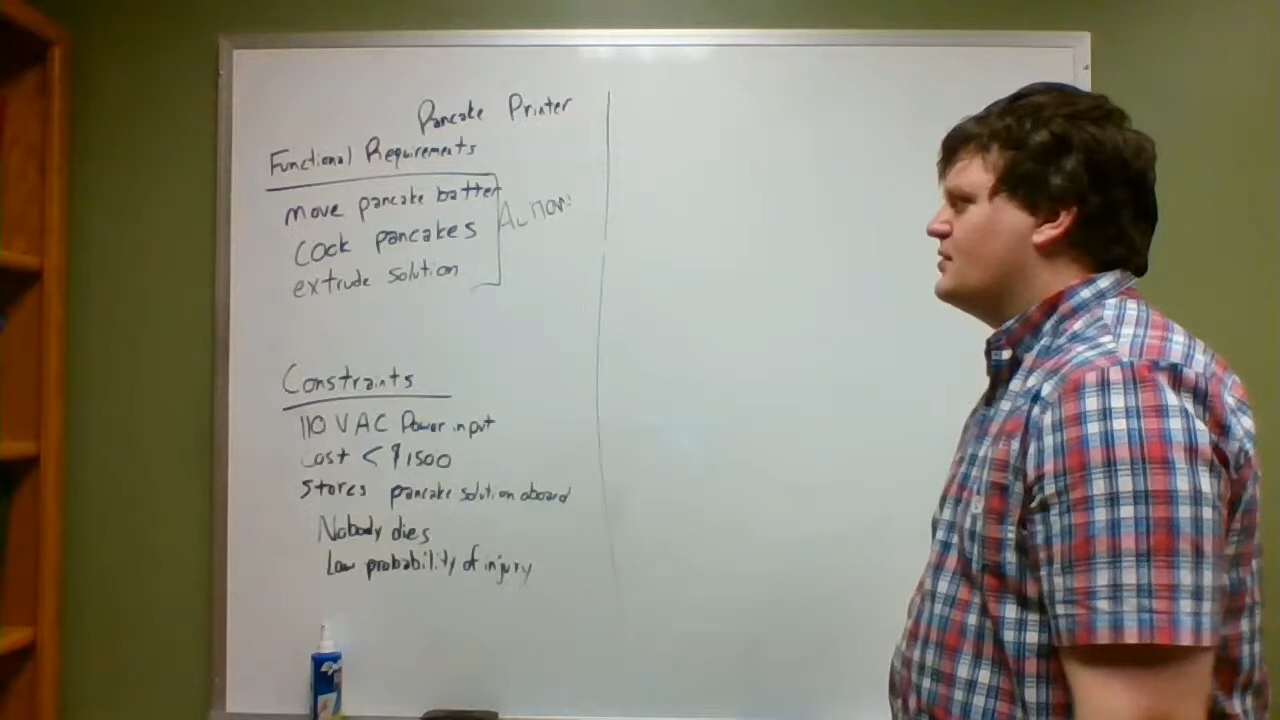 Pancake Printer
Functional Requirements
move pancake batter
Cook pancakes
extrude solution
Constraints
110 VAC Power input
Cost < $1500
Stores pancake solution aboard
Nobody dies
Low probability of injury